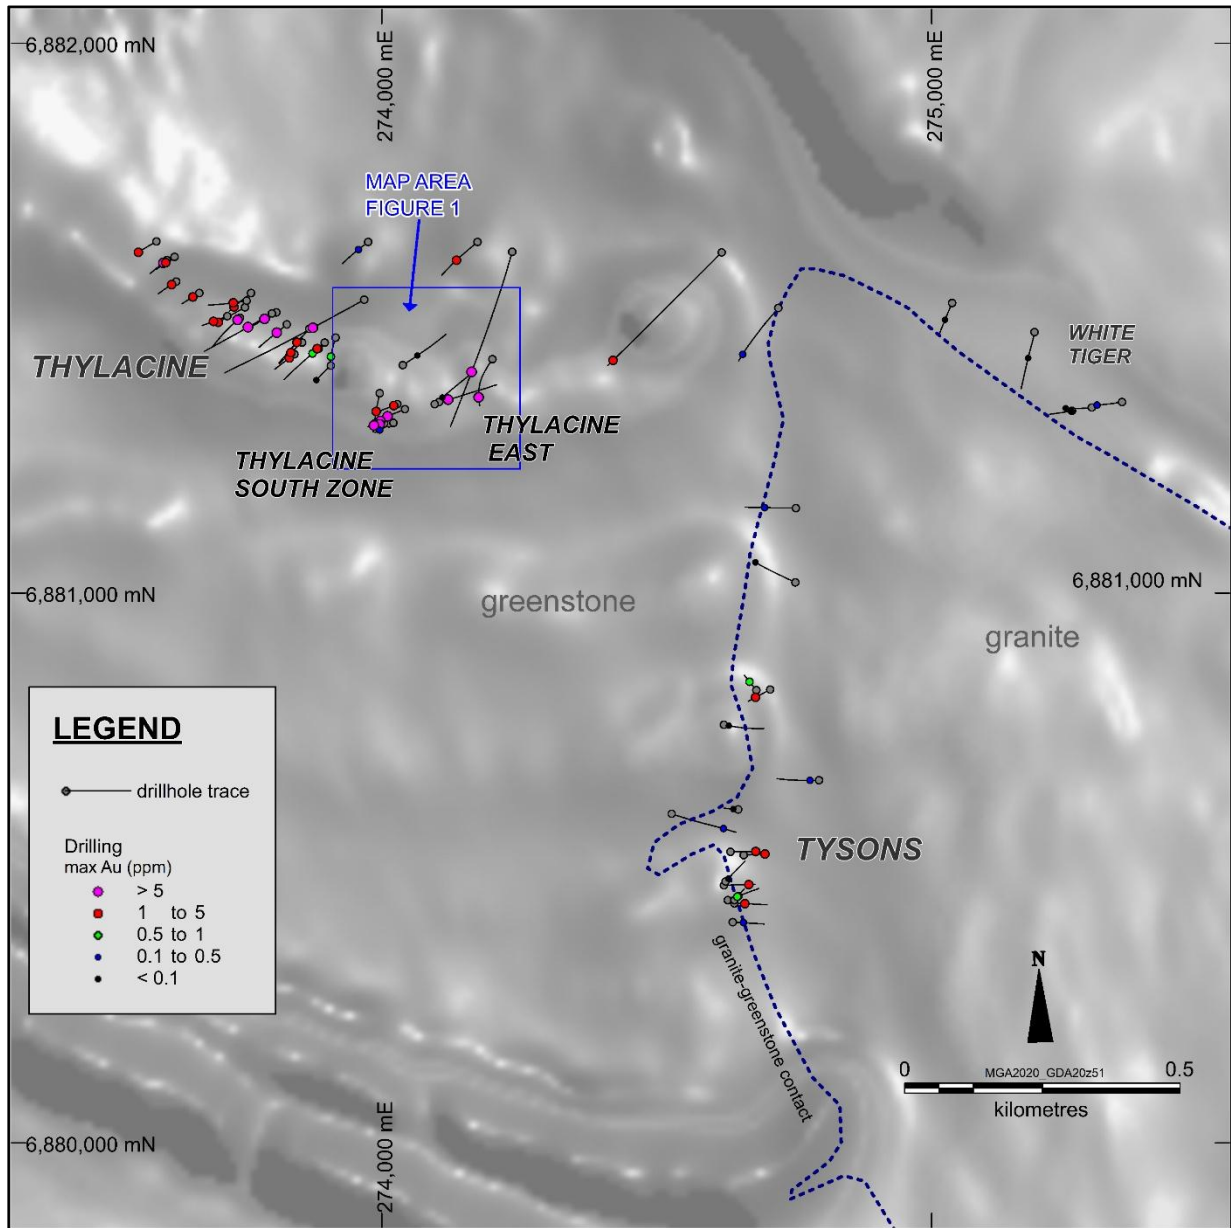 6,882,000 mN
274,000 mE
275,000 mE
MAP AREA
FIGURE 1
THYLACINE
WHITE
TIGER
THYLACINE
EAST
THYLACINE
SOUTH ZONE
6,881,000 mN
6,881,000 mN
greenstone
granite
LEGEND
drillhole trace
Drilling
max Au (ppm)
> 5
1 to 5
0.5 to 1
0.1 to 0.5
< 0.1
TYSONS
granite-greenstone contact
N
0 0.5
MGA2020_GDA20z51
kilometres
6,880,000 mN
274,000 mE